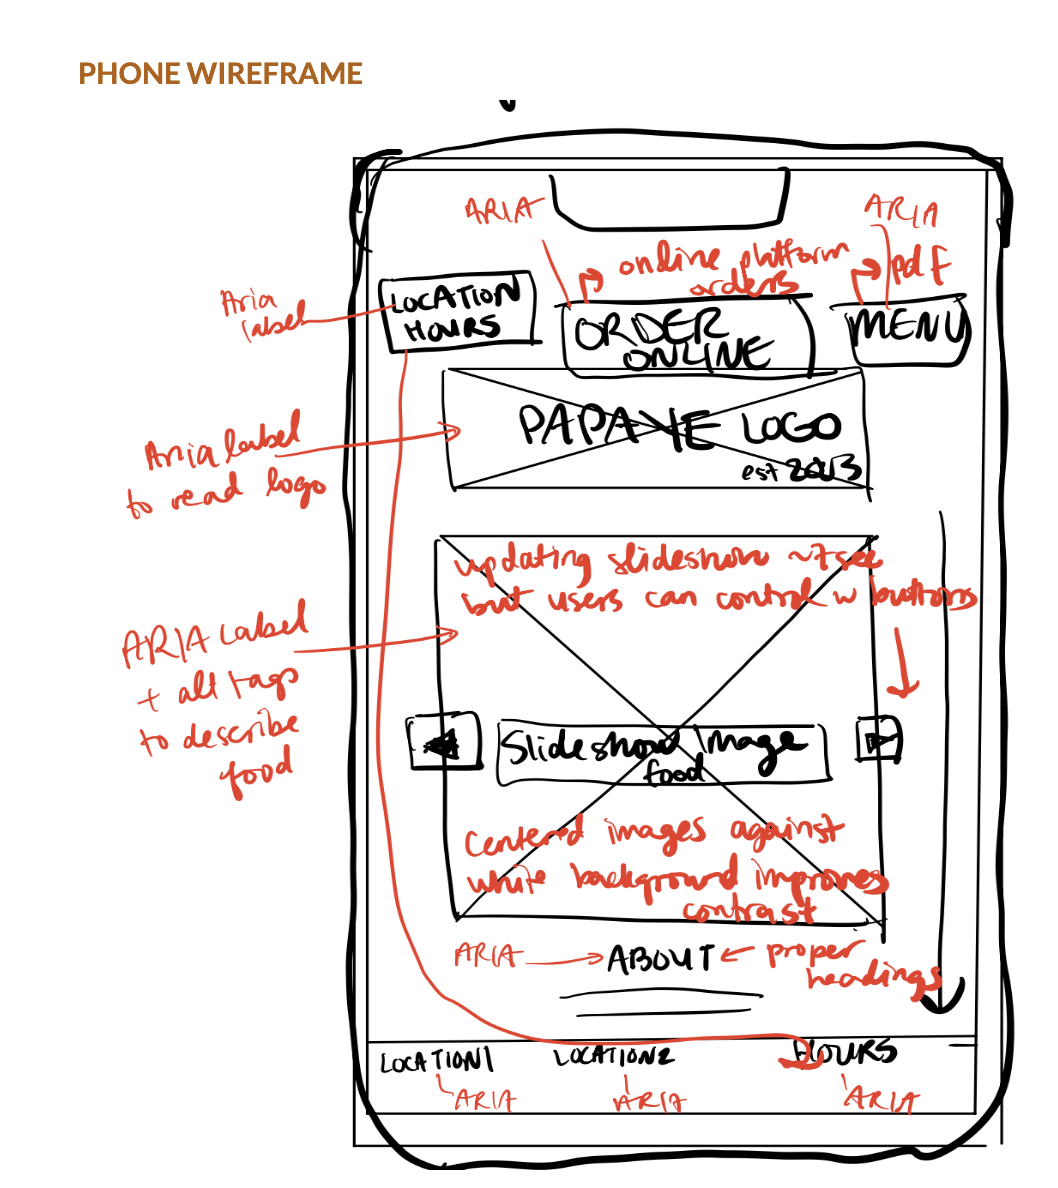 PHONE WIREFRAME
ARIA
ARIA
online platform
orders
pdf
Aria
label
LOCATION
HOURS
ORDER
ONLINE
MENU
PAPAYE LOGO
est 2013
Aria label
to read logo
updating slideshow ~7sec
but users can control w buttons
ARIA Label
+ alt tags
to describe
food
Slideshow image
food
Centered images against
white background improves
contrast
ARIA
ABOUT
proper
headings
LOCATION1
LOCATION2
HOURS
ARIA
ARIA
ARIA